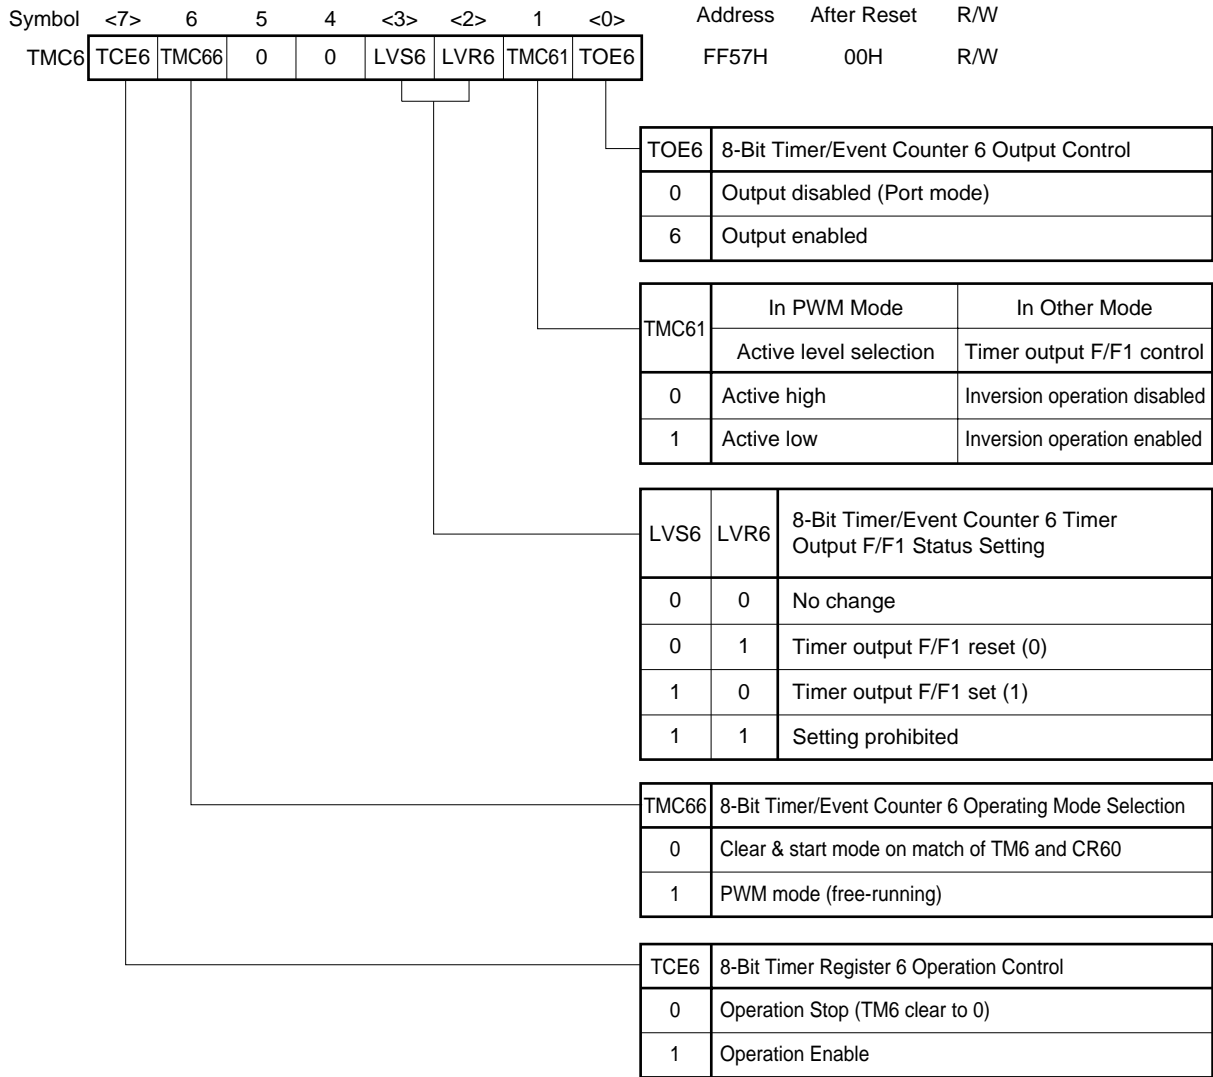 Symbol <7> 6 5 4 <3> <2> 1 <0> Address After Reset R/W
TMC6 TCE6 TMC66 0 0 LVS6 LVR6 TMC61 TOE6 FF57H 00H R/W
TOE6 8-Bit Timer/Event Counter 6 Output Control
0 Output disabled (Port mode)
6 Output enabled
TMC61 In PWM Mode In Other Mode
Active level selection Timer output F/F1 control
0 Active high Inversion operation disabled
1 Active low Inversion operation enabled
LVS6 LVR6 8-Bit Timer/Event Counter 6 Timer
Output F/F1 Status Setting
0 0 No change
0 1 Timer output F/F1 reset (0)
1 0 Timer output F/F1 set (1)
1 1 Setting prohibited
TMC66 8-Bit Timer/Event Counter 6 Operating Mode Selection
0 Clear & start mode on match of TM6 and CR60
1 PWM mode (free-running)
TCE6 8-Bit Timer Register 6 Operation Control
0 Operation Stop (TM6 clear to 0)
1 Operation Enable